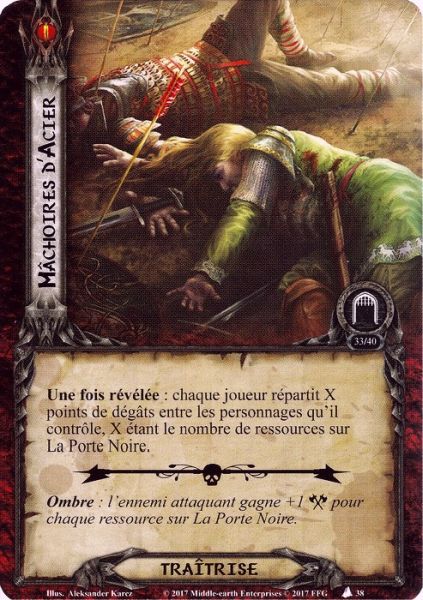 MÂCHOIRES D'ACIER
33/40
Une fois révélée : chaque joueur répartit X
points de dégâts entre les personnages qu'il
contrôle, X étant le nombre de ressources sur
La Porte Noire.
Ombre : l'ennemi attaquant gagne +1 pour
chaque ressource sur La Porte Noire.
TRAÎTRISE
Illus. Aleksander Karcz © 2017 Middle-earth Enterprises © 2017 FFG 38